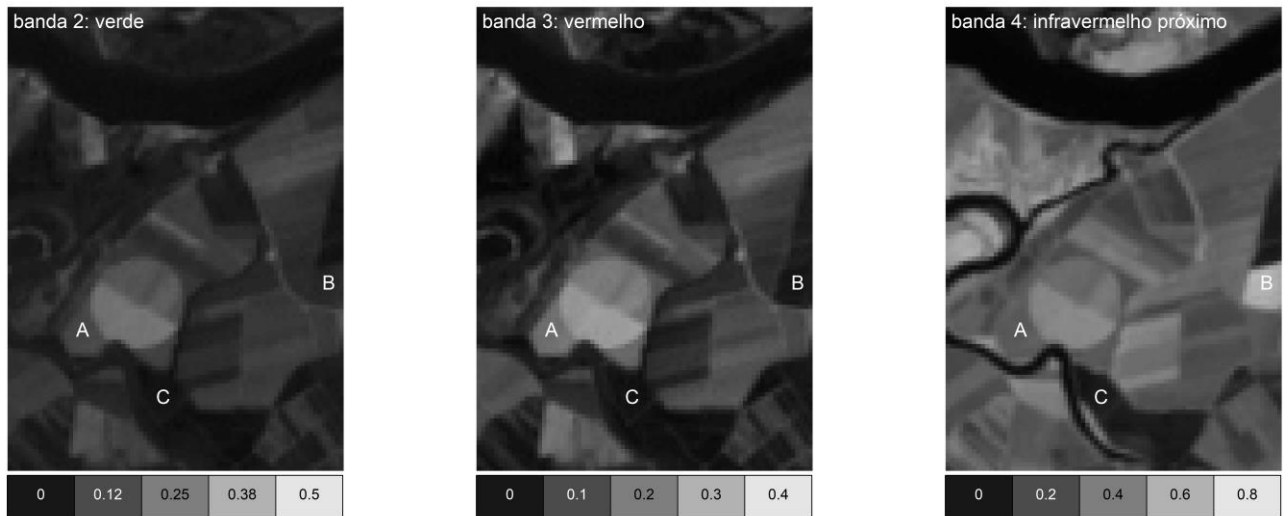 banda 2: verde
banda 3: vermelho
banda 4: infravermelho próximo
A
B
C
A
B
C
A
B
C
0 0.12 0.25 0.38 0.5
0 0.1 0.2 0.3 0.4
0 0.2 0.4 0.6 0.8